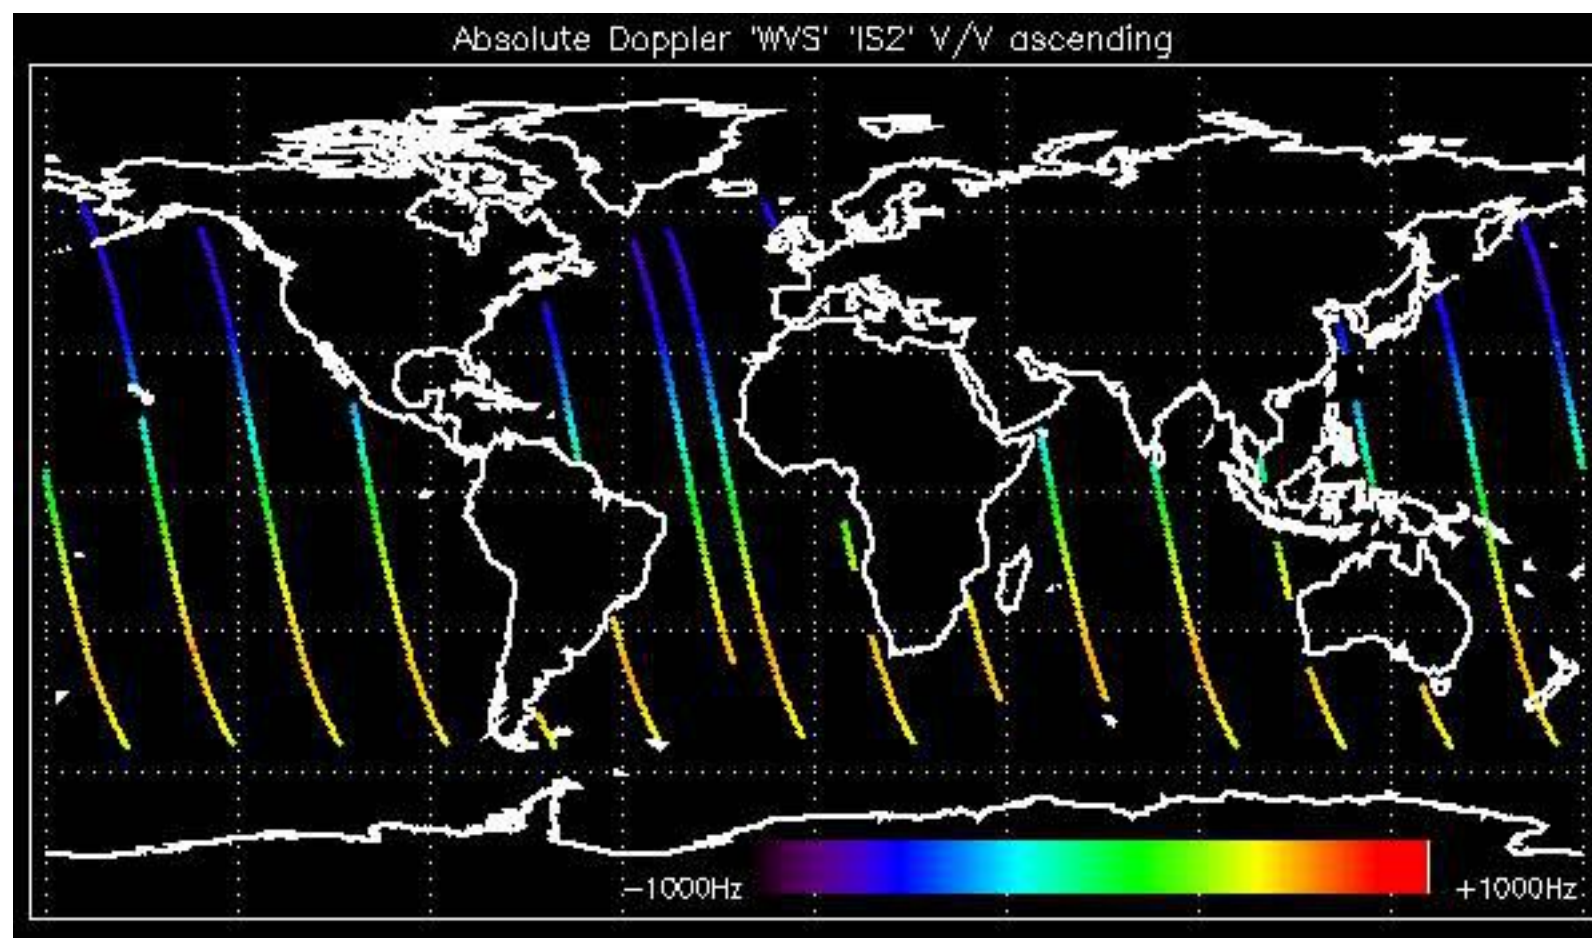 Absolute Doppler 'WVS' 'IS2' V/V ascending
-1000Hz
+1000Hz